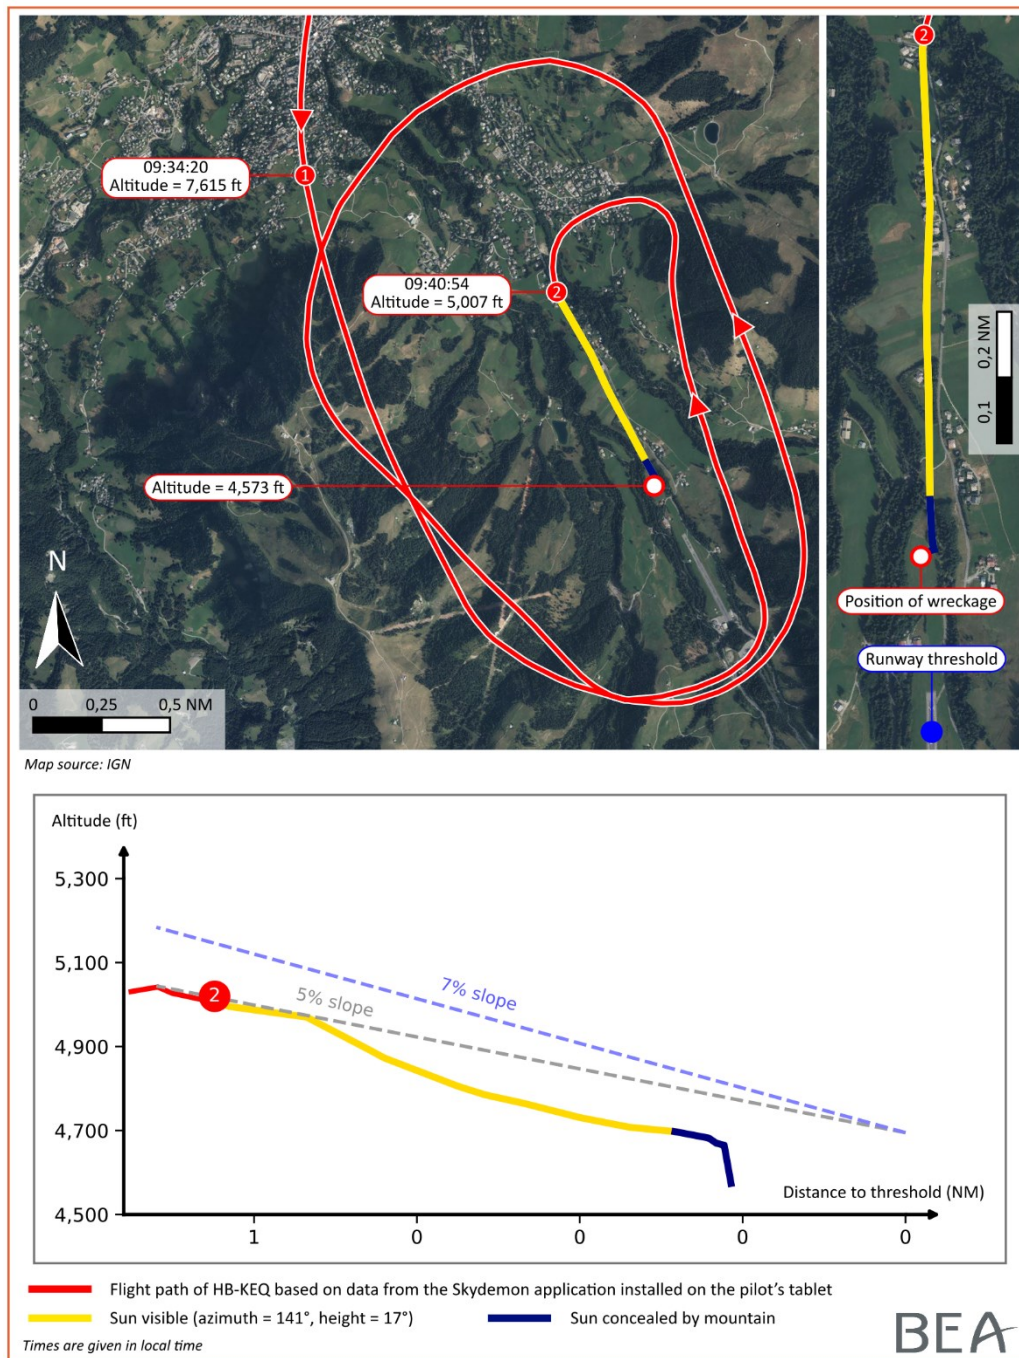 09:34:20
Altitude = 7,615 ft
1
09:40:54
Altitude = 5,007 ft
2
Altitude = 4,573 ft
N
0 0,25 0,5 NM
Map source: IGN
2
0,2 NM
0,1
Position of wreckage
Runway threshold
Altitude (ft)
5,300
5,100
4,900
4,700
4,500
2
5% slope
7% slope
Distance to threshold (NM)
1 0 0 0 0
Flight path of HB-KEQ based on data from the Skydemon application installed on the pilot's tablet
Sun visible (azimuth = 141°, height = 17°)
Sun concealed by mountain
Times are given in local time
BEA